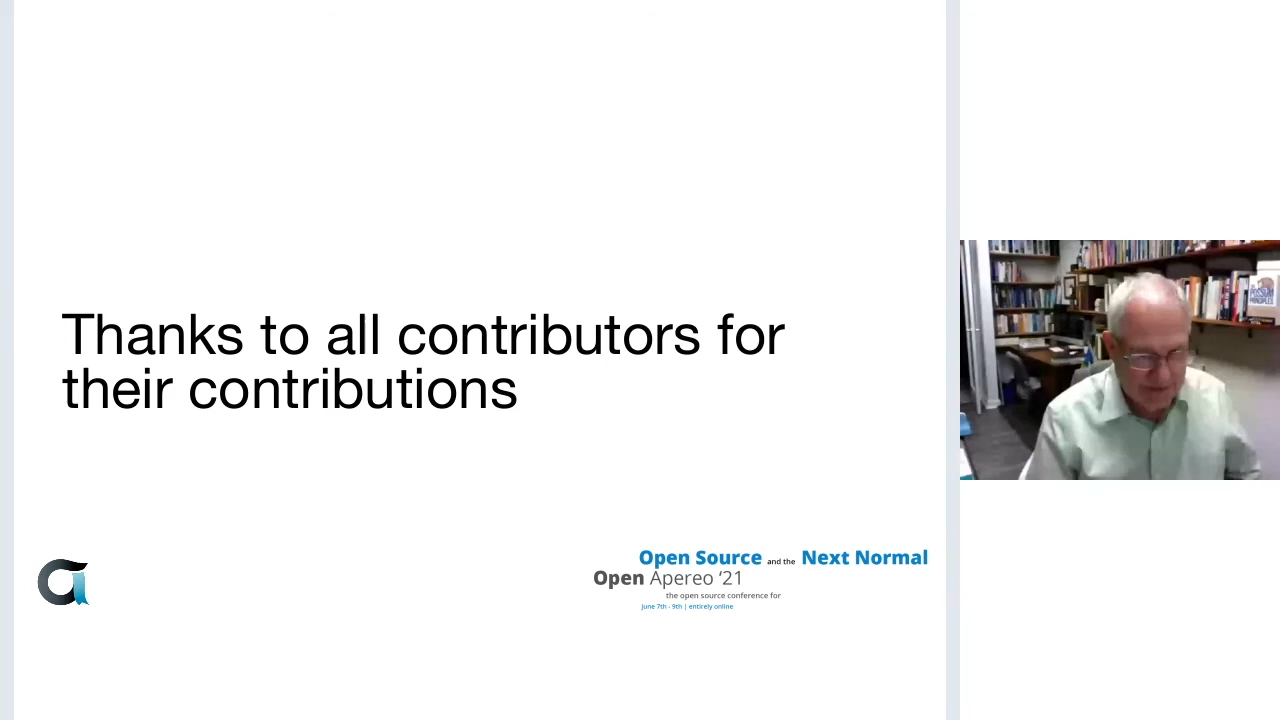 Thanks to all contributors for
their contributions
Open Source and the Next Normal
Open Apereo ‘21
the open source conference for
June 7th - 9th | entirely online
PRINCIPLES